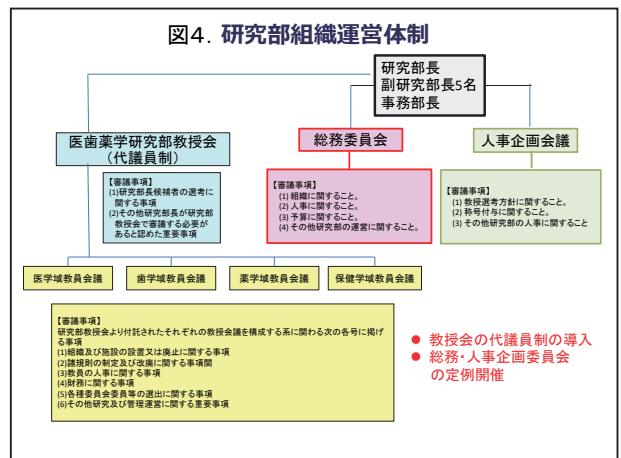 図4. 研究部組織運営体制
研究部長
副研究部長5名
事務部長
医歯薬学研究部教授会
（代議員制）
総務委員会
人事企画会議
【審議事項】
(1)研究部長候補者の選考に
関する事項
(2)その他研究部長が研究部
教授会で審議する必要が
あると認めた重要事項
【審議事項】
(1) 組織に関すること。
(2) 人事に関すること。
(3) 予算に関すること。
(4) その他研究部の運営に関すること。
【審議事項】
(1) 教授選考方針に関すること。
(2) 称号付与に関すること。
(3) その他研究部の人事に関すること
医学域教員会議
歯学域教員会議
薬学域教員会議
保健学域教員会議
【審議事項】
研究部教授会より付託されたそれぞれの教授会議を構成する系に関わる次の各号に掲げ
る事項
(1)組織及び施設の設置又は廃止に関する事項
(2)諸規則の制定及び改廃に関する事項関
(3)教員の人事に関する事項
(4)財務に関する事項
(5)各種委員会委員等の選出に関する事項
(6)その他研究及び管理運営に関する重要事項
● 教授会の代議員制の導入
● 総務・人事企画委員会
の定例開催